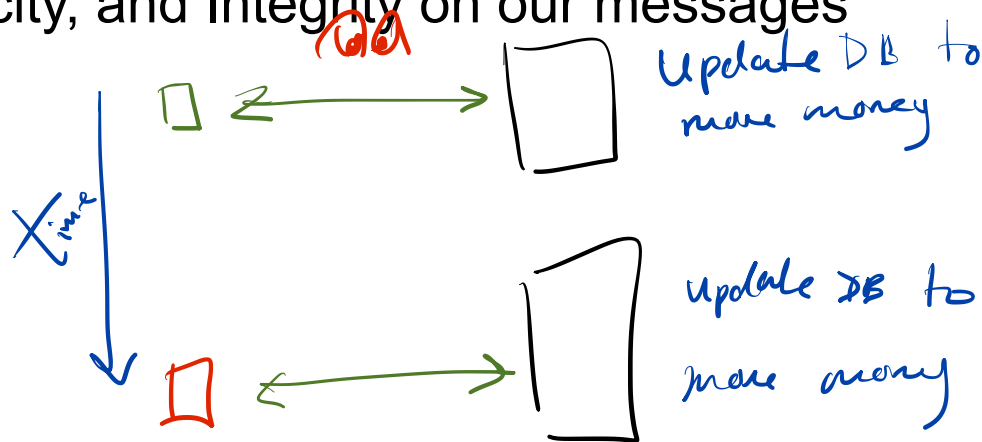 city, and integrity on our messages
Update DB to
move money
Time
update DB to
move money